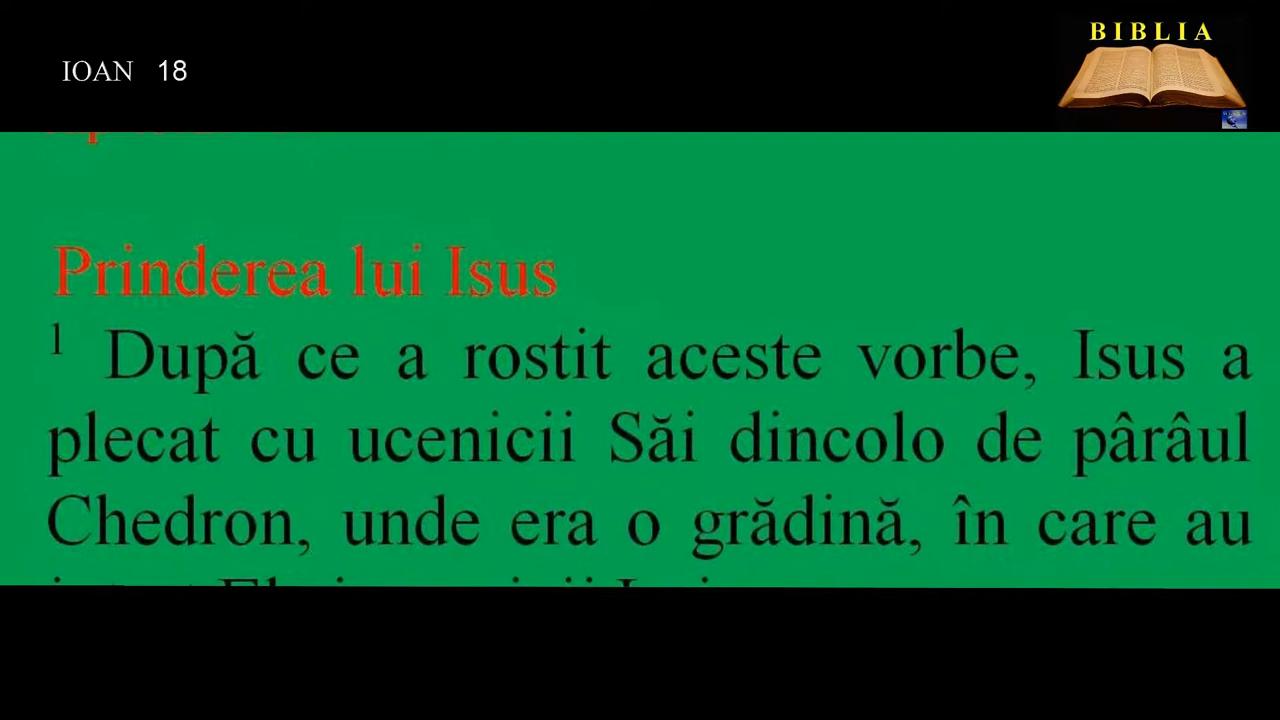 BIBLIA
IOAN 18
Prinderea lui Isus
1 După ce a rostit aceste vorbe, Isus a
plecat cu ucenicii Săi dincolo de pârâul
Chedron, unde era o grădină, în care au